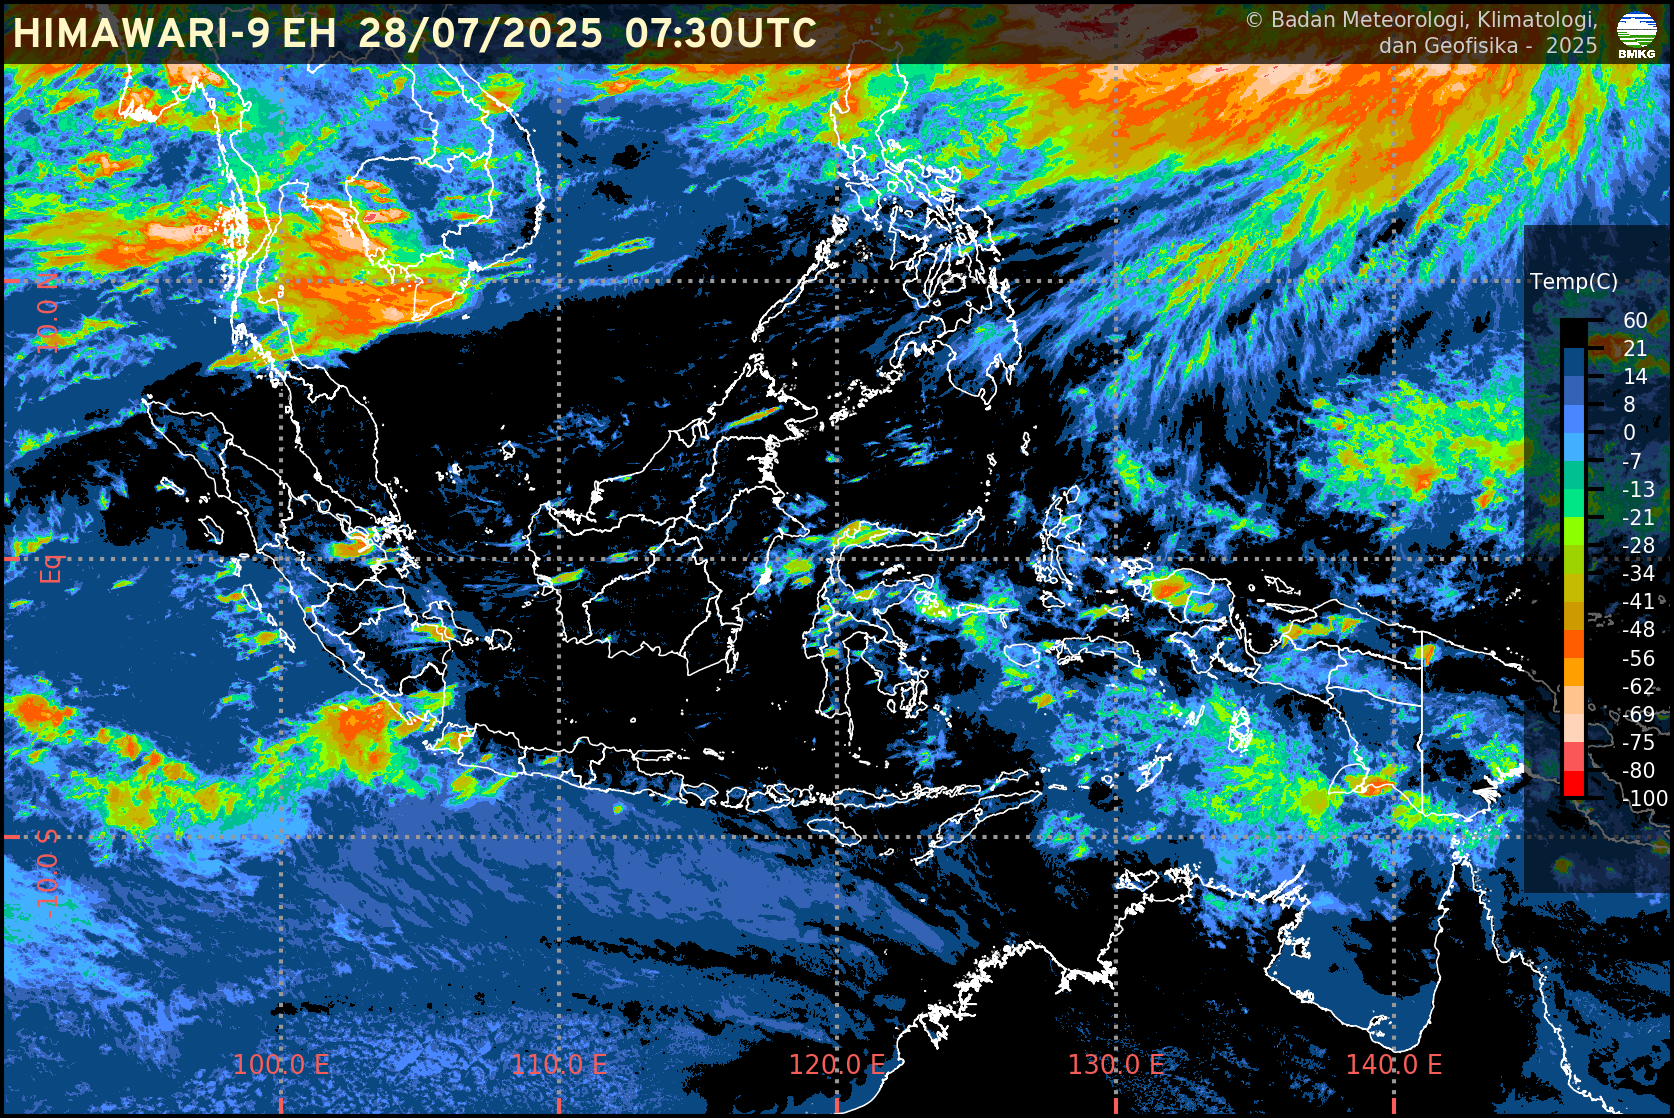 HIMAWARI-9 EH 28/07/2025 07:30UTC
© Badan Meteorologi, Klimatologi,
dan Geofisika - 2025
BMKG
Temp(C)
60
21
14
8
0
-7
-13
-21
-28
-34
-41
-48
-56
-62
-69
-75
-80
-100
10.0 N
Eq
-10.0 S
100.0 E
110.0 E
120.0 E
130.0 E
140.0 E